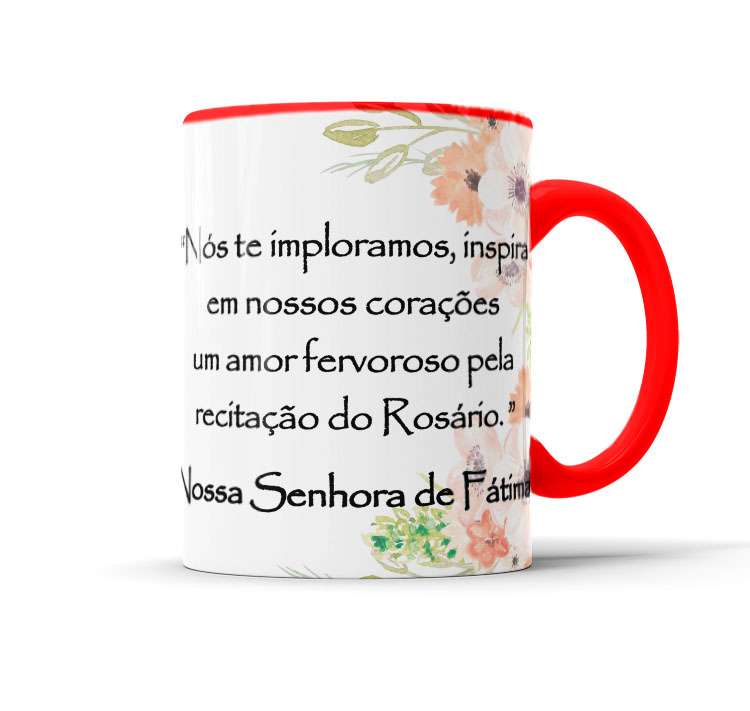 “Nós te imploramos, inspira
em nossos corações
um amor fervoroso pela
recitação do Rosário.”
Nossa Senhora de Fátima